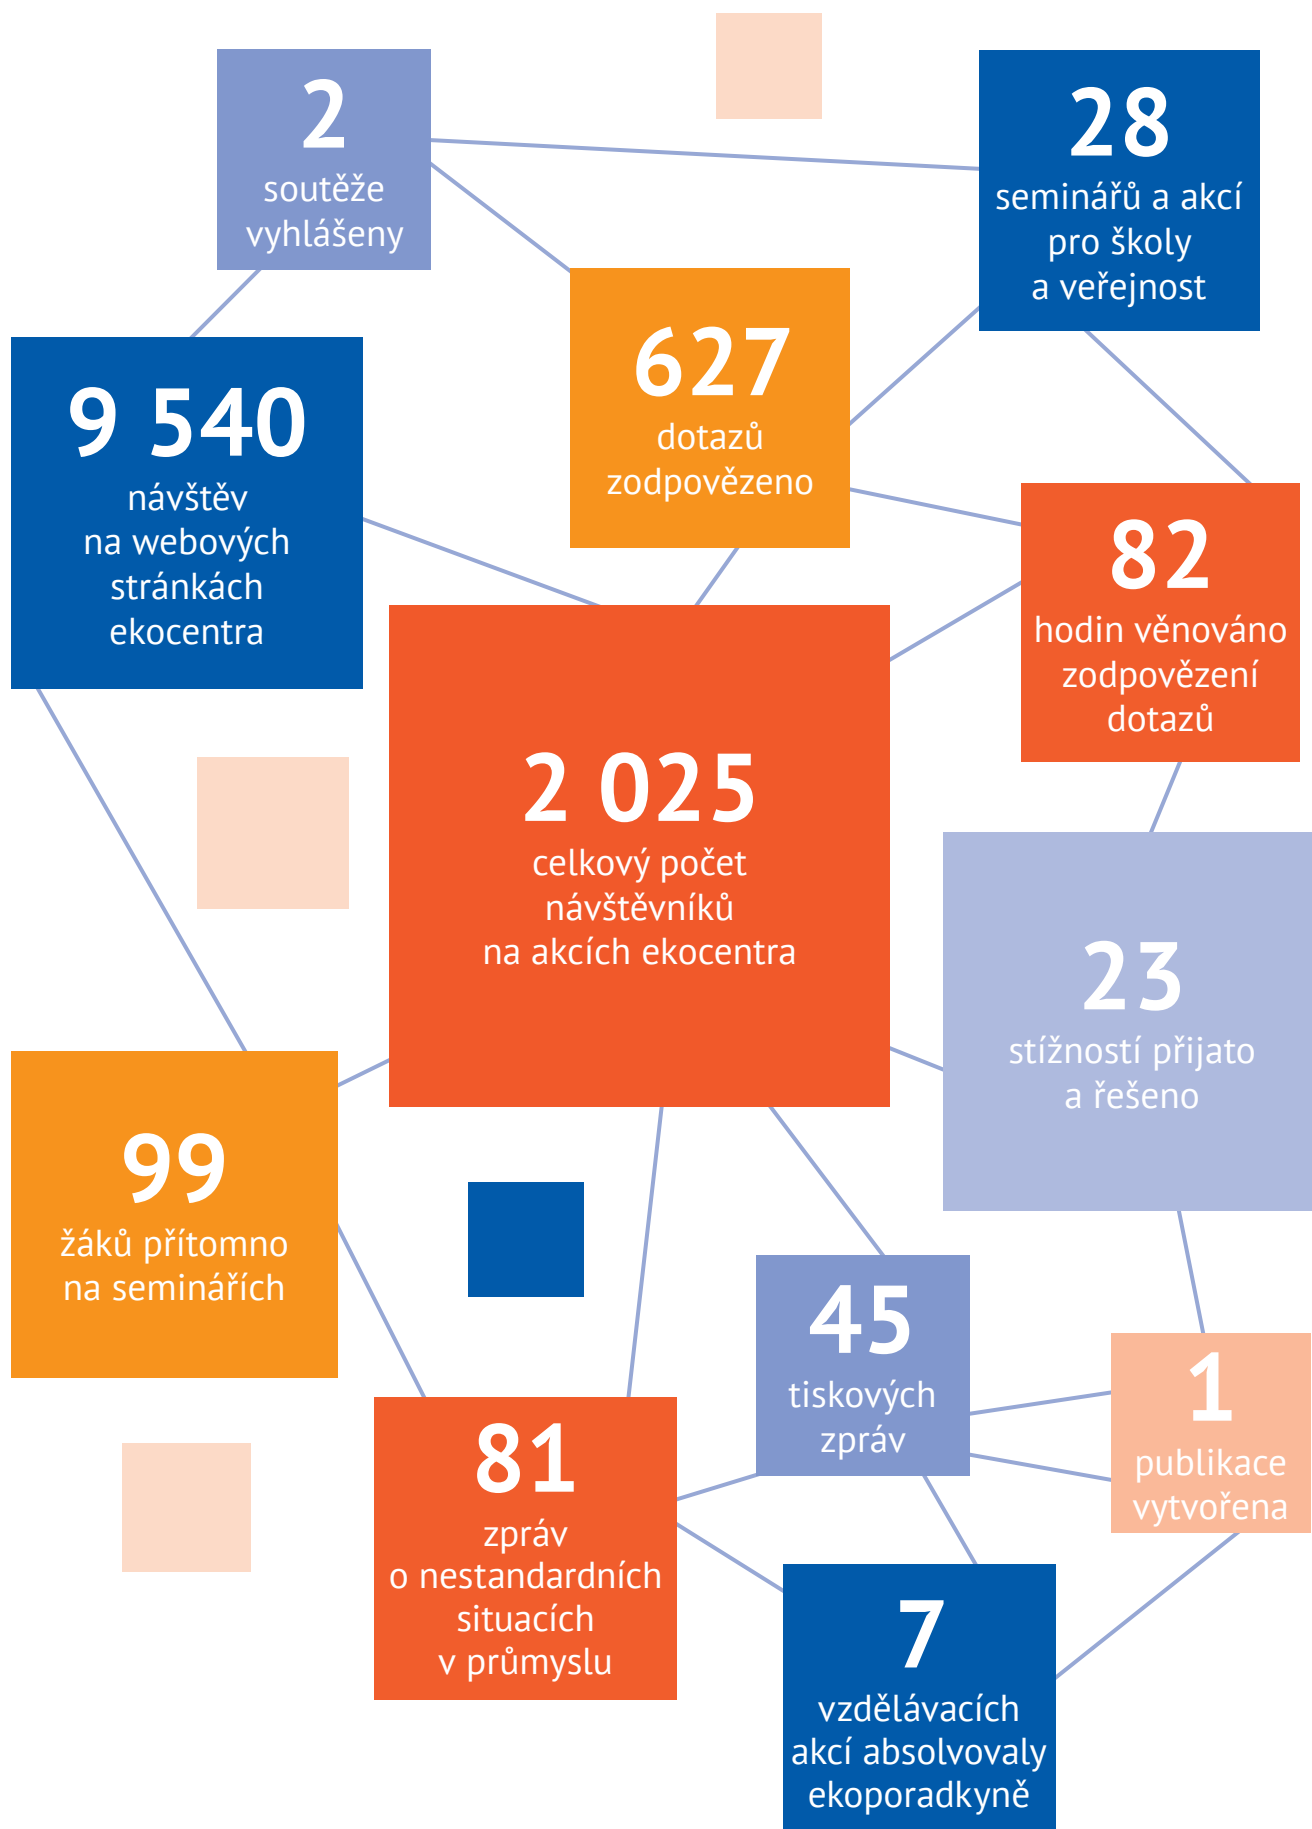 2
soutěže
vyhlášeny
28
seminářů a akcí
pro školy
a veřejnost
627
dotazů
zodpovězeno
9 540
návštěv
na webových
stránkách
ekocentra
82
hodin věnováno
zodpovězení
dotazů
2 025
celkový počet
návštěvníků
na akcích ekocentra
23
stížností přijato
a řešeno
99
žáků přítomno
na seminářích
45
tiskových
zpráv
1
publikace
vytvořena
81
zpráv
o nestandardních
situacích
v průmyslu
7
vzdělávacích
akcí absolvovaly
ekoporadkyně